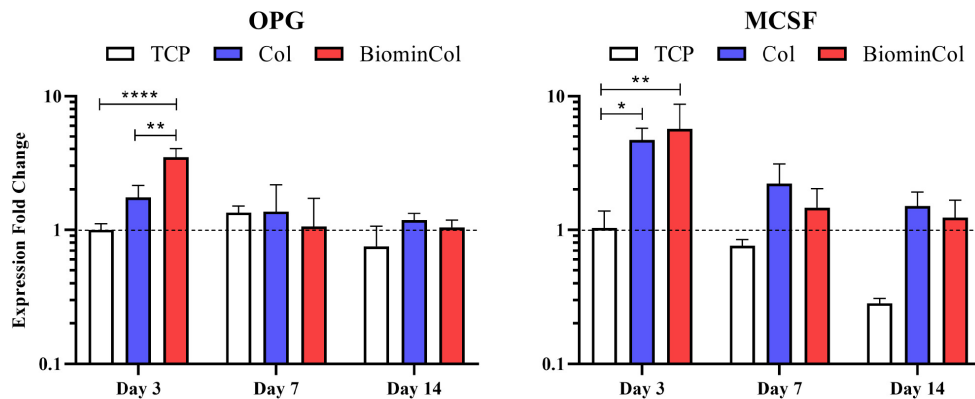 OPG
TCP Col BiominCol
Expression Fold Change
10
1
0.1
****
**
Day 3 Day 7 Day 14
MCSF
TCP Col BiominCol
10
1
0.1
**
*
Day 3 Day 7 Day 14